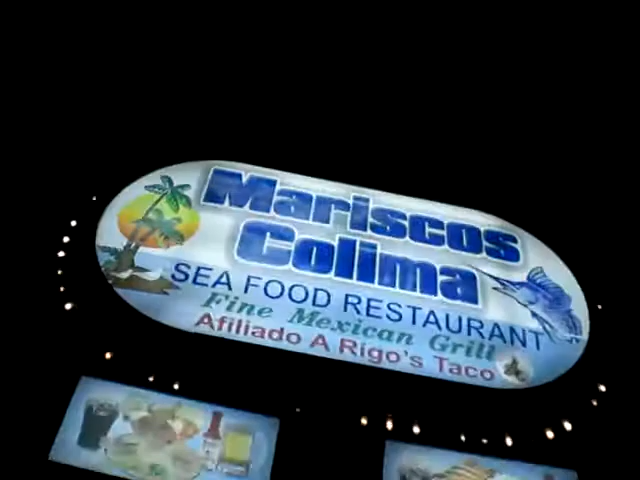 Mariscos
Colima
SEA FOOD RESTAURANT
Fine Mexican Grill
Afiliado A Rigo's Taco